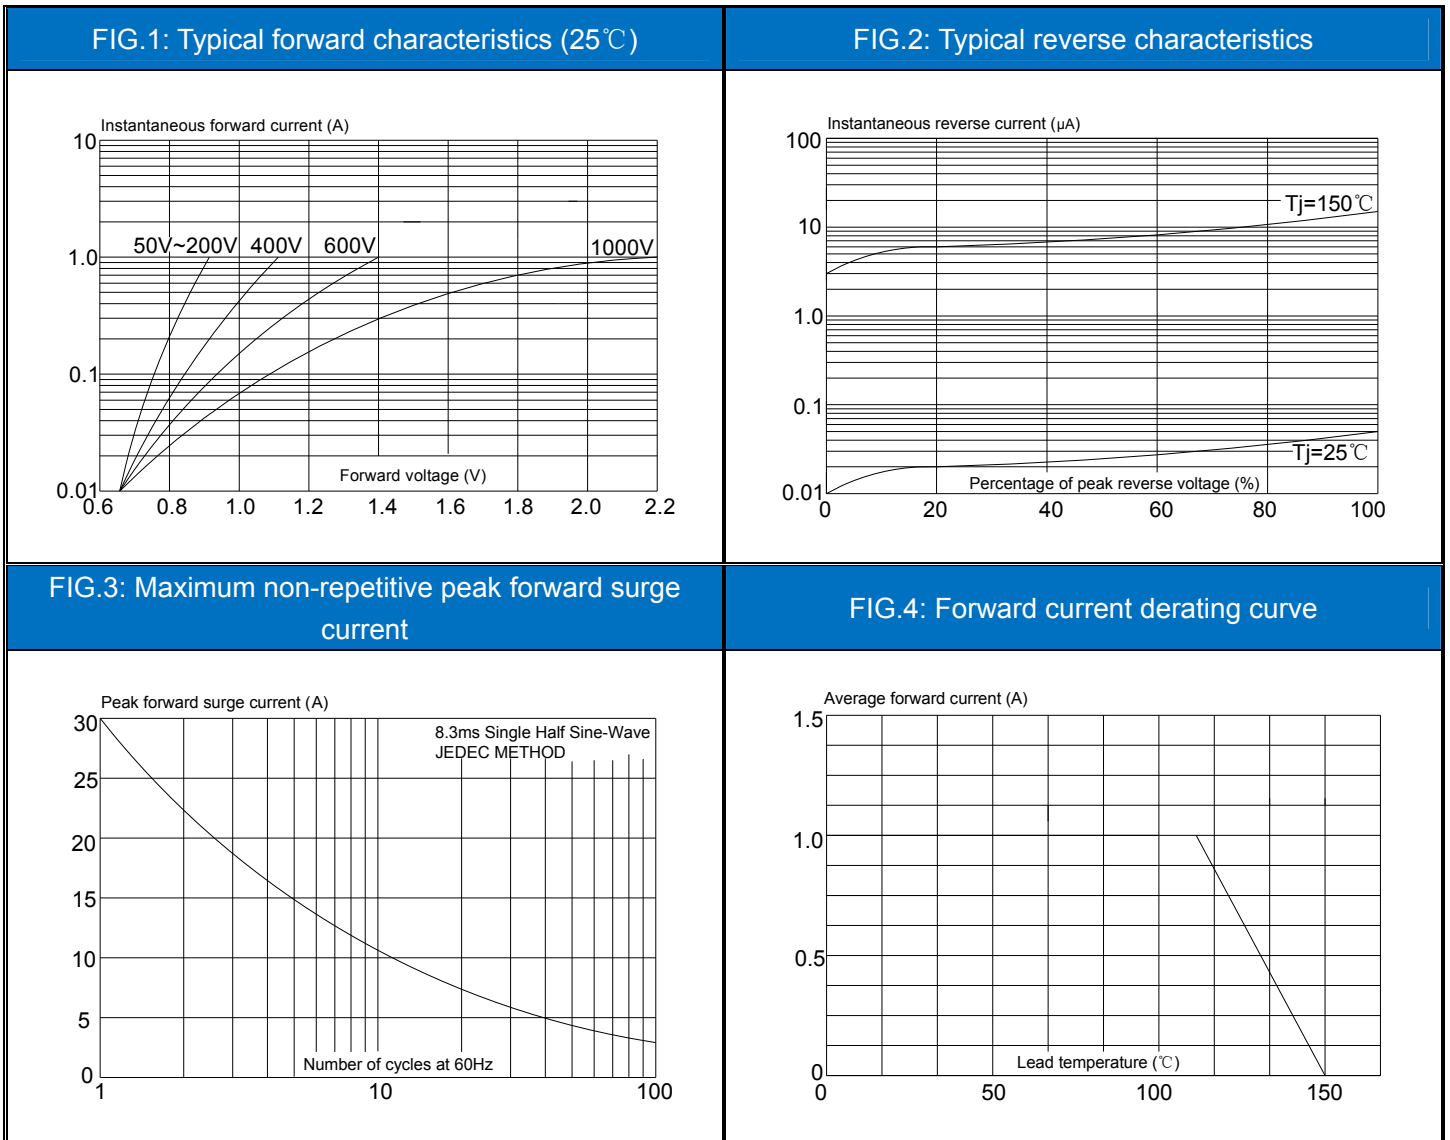 FIG.1: Typical forward characteristics (25℃)
Instantaneous forward current (A)
10
1.0
0.1
0.01
50V~200V 400V 600V 1000V
Forward voltage (V)
0.6 0.8 1.0 1.2 1.4 1.6 1.8 2.0 2.2
FIG.2: Typical reverse characteristics
Instantaneous reverse current (μA)
100
10
1.0
0.1
0.01
Tj=150℃
Tj=25℃
Percentage of peak reverse voltage (%)
0 20 40 60 80 100
FIG.3: Maximum non-repetitive peak forward surge
current
Peak forward surge current (A)
30
25
20
15
10
5
0
8.3ms Single Half Sine-Wave
JEDEC METHOD
Number of cycles at 60Hz
1 10 100
FIG.4: Forward current derating curve
Average forward current (A)
1.5
1.0
0.5
0
Lead temperature (℃)
0 50 100 150